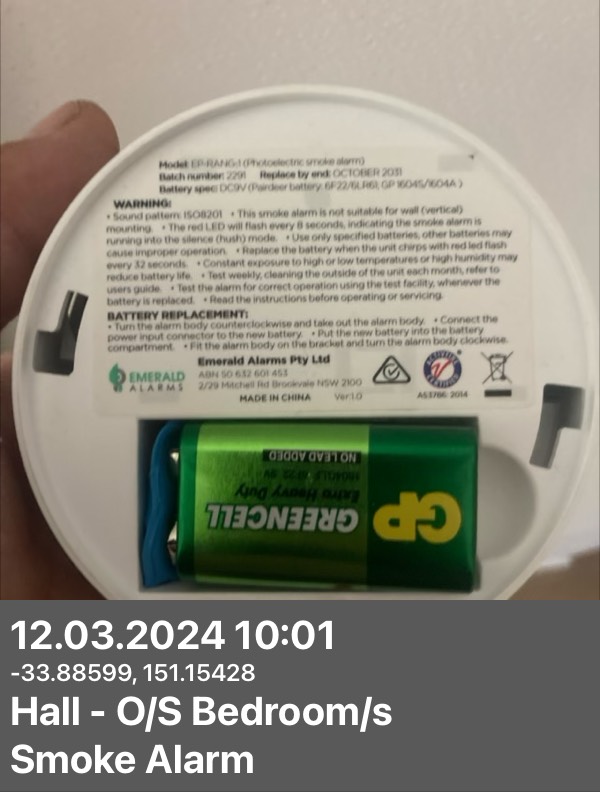 Model: EP-RANG-1 (Photoelectric smoke alarm)
Batch number: 2291 Replace by end: OCTOBER 2031
Battery spec: DC9V (Pairdeer battery: 6F22/6LR61; GP 1604S/1604A)
WARNING:
• Sound pattern: ISO8201 • This smoke alarm is not suitable for wall (vertical)
mounting. • The red LED will flash every 8 seconds, indicating the smoke alarm is
running into the silence (hush) mode. • Use only specified batteries, other batteries may
cause improper operation. • Replace the battery when the unit chirps with red led flash
every 32 seconds. • Constant exposure to high or low temperatures or high humidity may
reduce battery life. • Test weekly, cleaning the outside of the unit each month, refer to
users guide. • Test the alarm for correct operation using the test facility, whenever the
battery is replaced. • Read the instructions before operating or servicing.
BATTERY REPLACEMENT:
• Turn the alarm body counterclockwise and take out the alarm body. • Connect the
power input connector to the new battery. • Put the new battery into the battery
compartment. • Fit the alarm body on the bracket and turn the alarm body clockwise.
EMERALD
ALARMS
Emerald Alarms Pty Ltd
ABN 50 632 601 453
2/29 Mitchell Rd Brookvale NSW 2100
MADE IN CHINA Ver:1.0
AS3786: 2014
NO LEAD ADDED
Extra Heavy Duty
GREENCELL
GP
12.03.2024 10:01
-33.88599, 151.15428
Hall - O/S Bedroom/s
Smoke Alarm